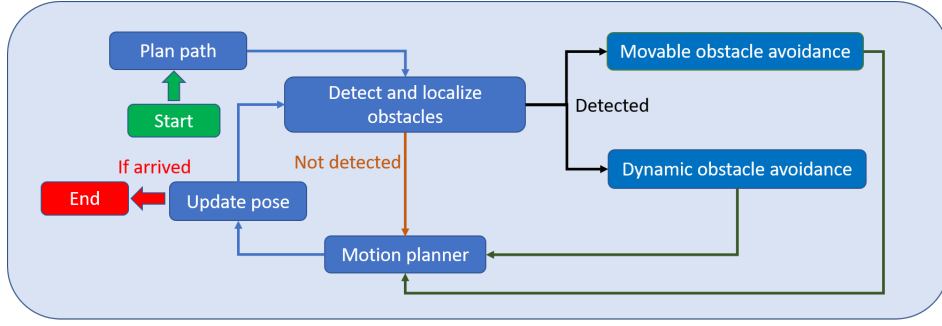 Plan path
Movable obstacle avoidance
Detect and localize
obstacles
Detected
Start
Not detected
If arrived
Dynamic obstacle avoidance
End
Update pose
Motion planner